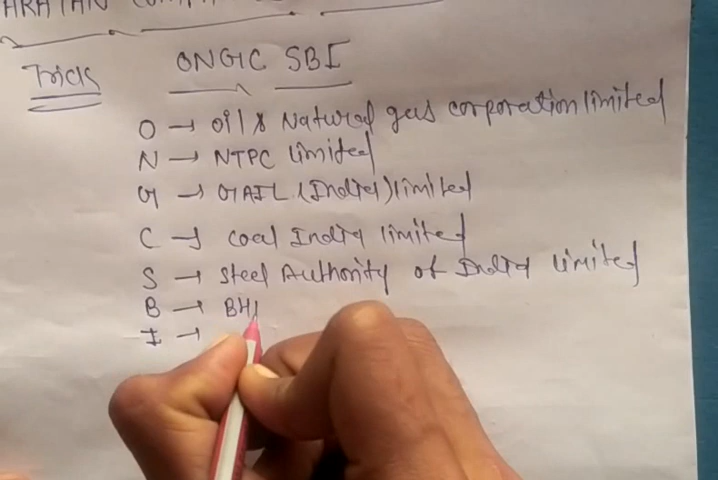 Tricks ONGC SBI
O → Oil & Natural gas corporation limited
N → NTPC limited
G → GAIL (India) limited
C → coal India limited
S → Steel Authority of India limited
B → BH
I →